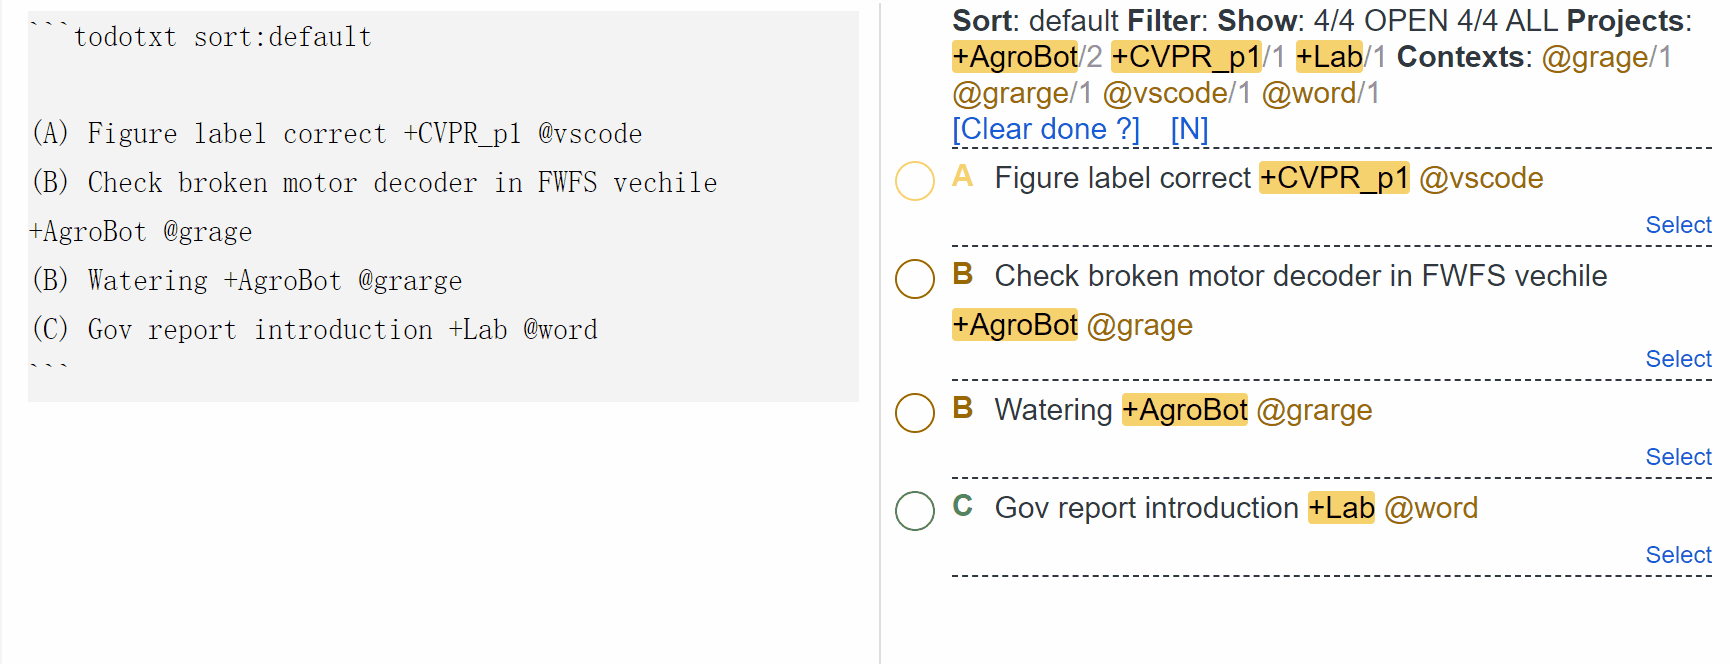 ```todotxt sort:default
(A) Figure label correct +CVPR_p1 @vscode
(B) Check broken motor decoder in FWFS vechile
+AgroBot @grage
(B) Watering +AgroBot @grarge
(C) Gov report introduction +Lab @word
```
Sort: default Filter: Show: 4/4 OPEN 4/4 ALL Projects:
+AgroBot/2 +CVPR_p1/1 +Lab/1 Contexts: @grage/1
@grarge/1 @vscode/1 @word/1
[Clear done ?] [N]
A Figure label correct +CVPR_p1 @vscode
Select
B Check broken motor decoder in FWFS vechile
+AgroBot @grage
Select
B Watering +AgroBot @grarge
Select
C Gov report introduction +Lab @word
Select